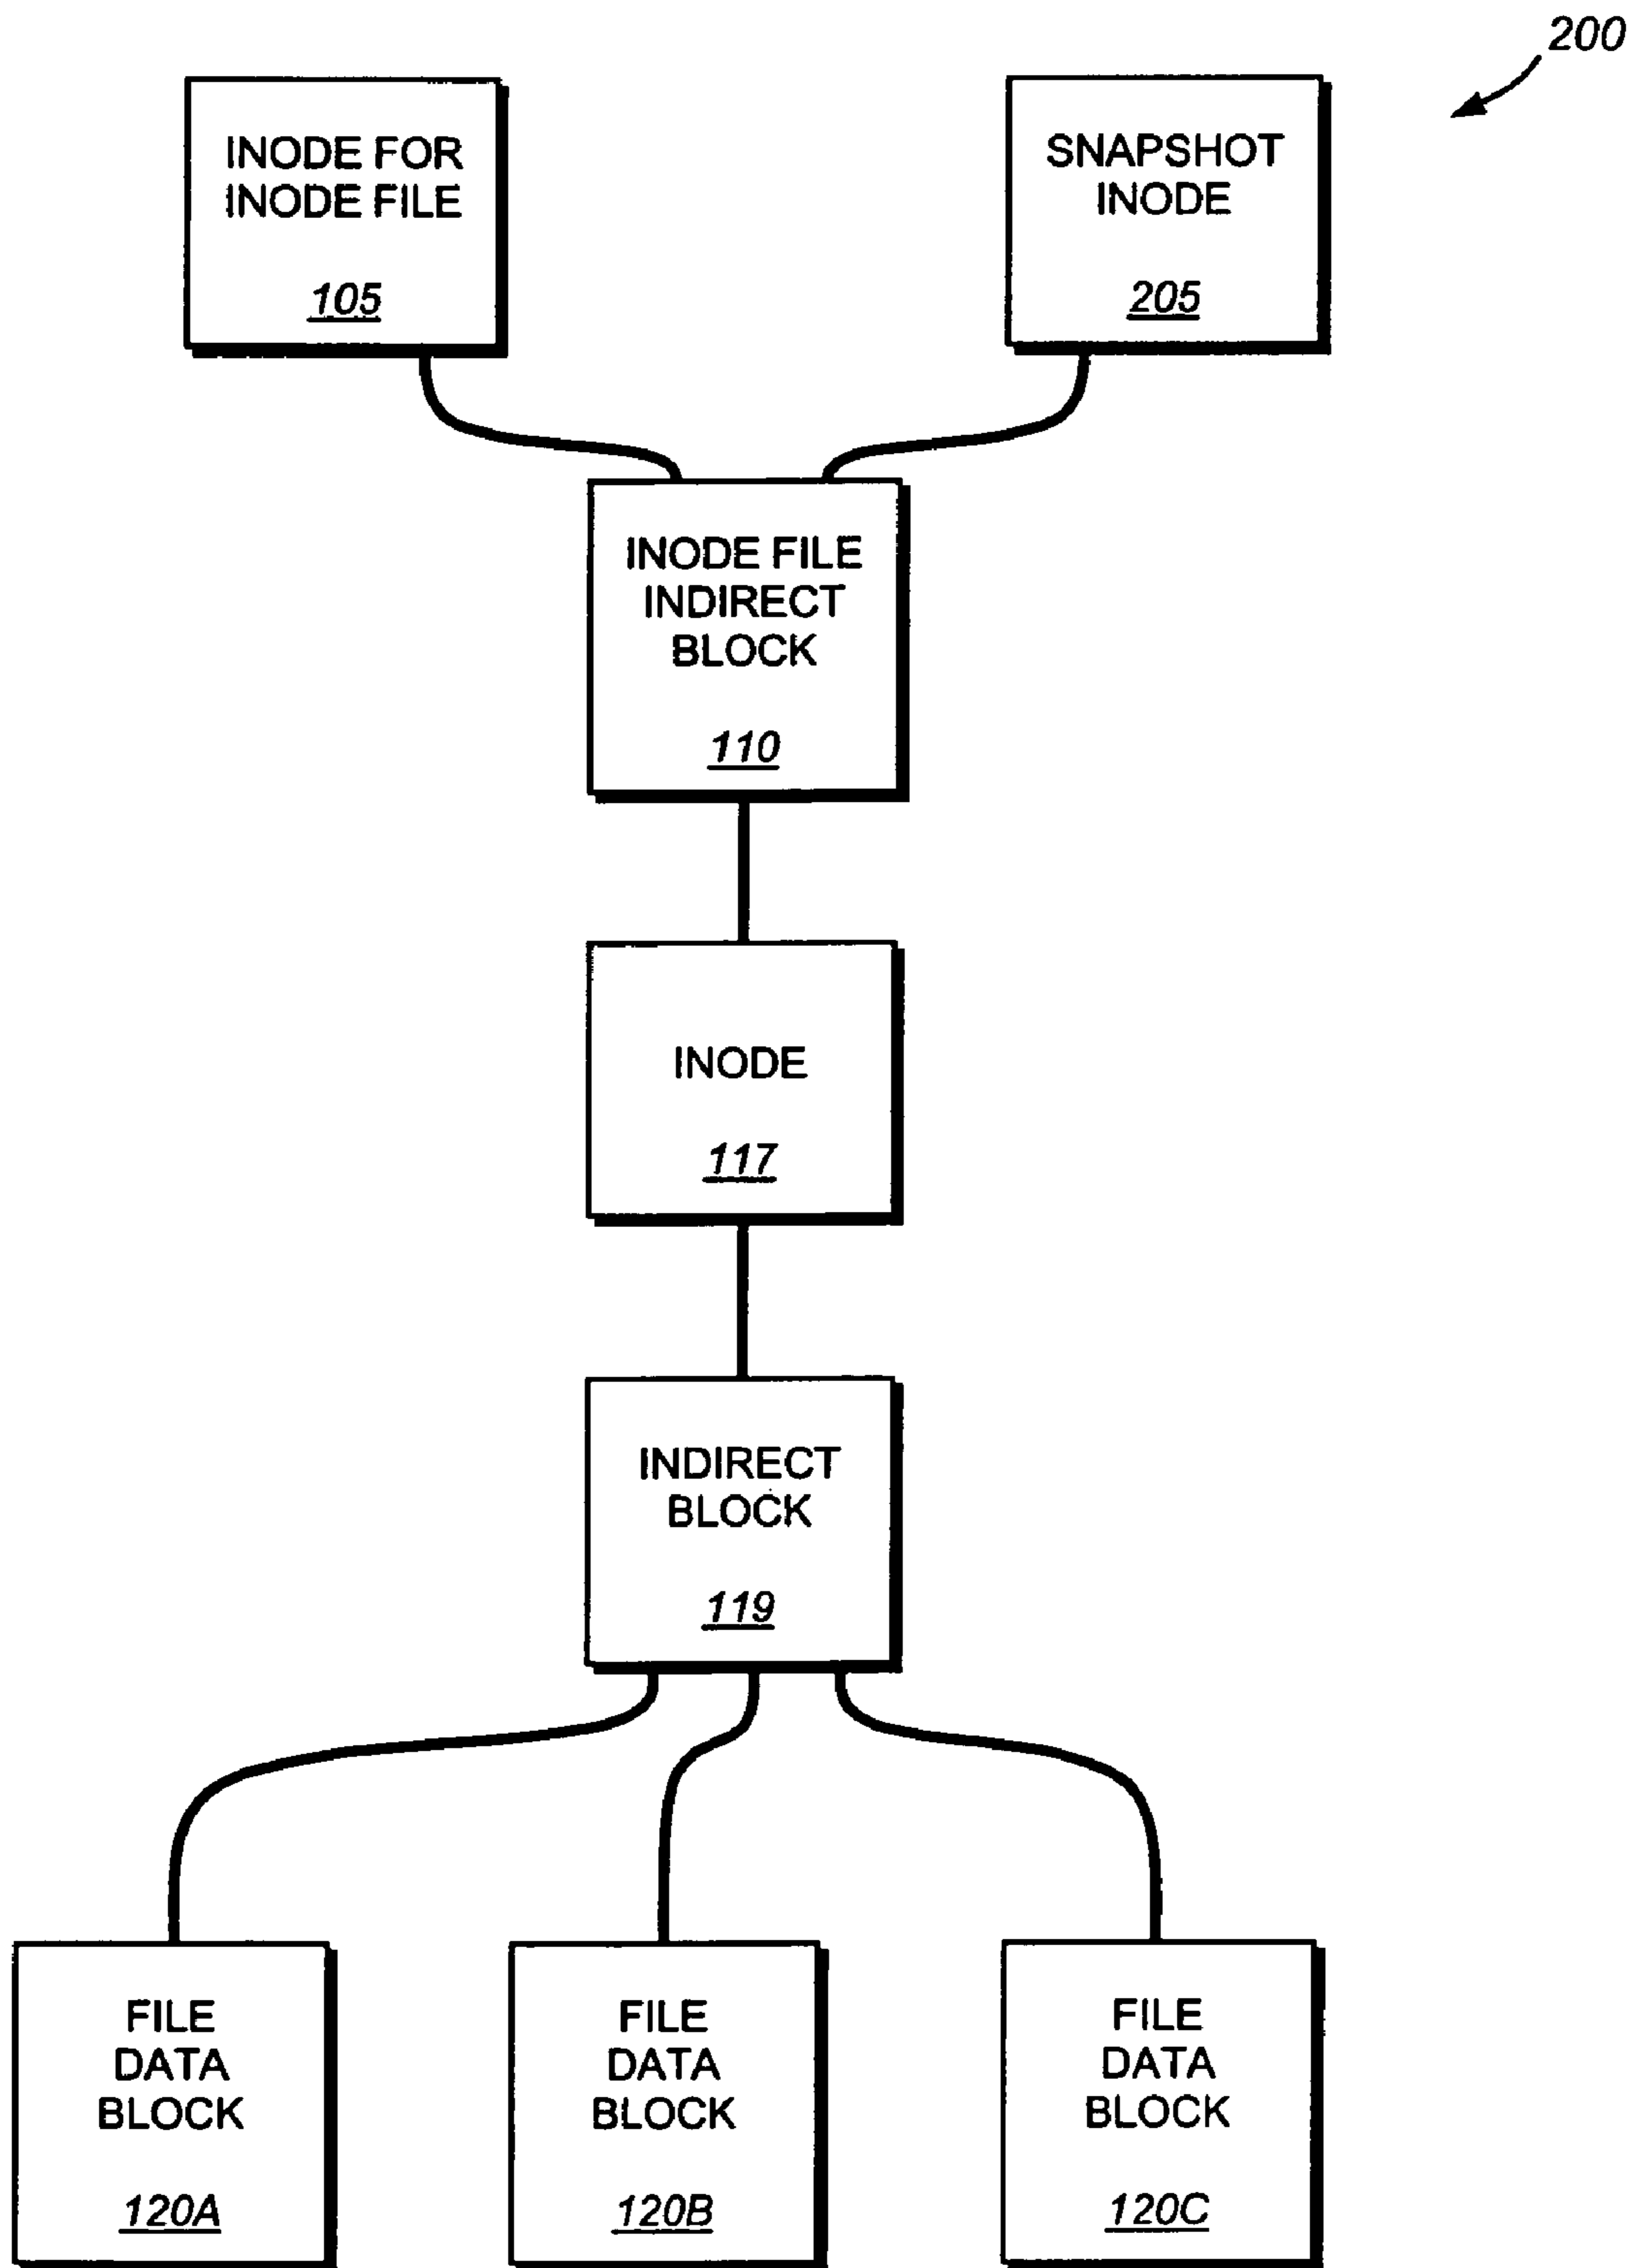 200
INODE FOR
INODE FILE
105
SNAPSHOT
INODE
205
INODE FILE
INDIRECT
BLOCK
110
INODE
117
INDIRECT
BLOCK
119
FILE
DATA
BLOCK
120A
FILE
DATA
BLOCK
120B
FILE
DATA
BLOCK
120C